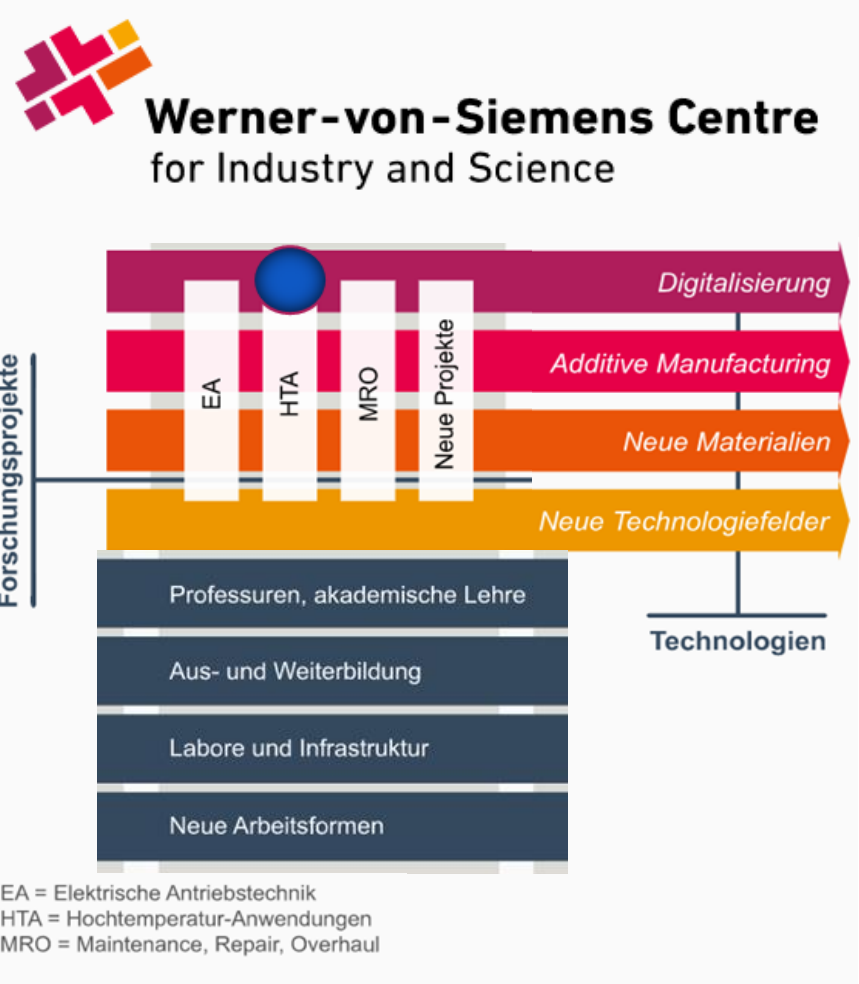 Werner-von-Siemens Centre
for Industry and Science
Digitalisierung
Additive Manufacturing
Neue Materialien
Neue Technologiefelder
EA
HTA
MRO
Neue Projekte
Forschungsprojekte
Technologien
Professuren, akademische Lehre
Aus- und Weiterbildung
Labore und Infrastruktur
Neue Arbeitsformen
EA = Elektrische Antriebstechnik
HTA = Hochtemperatur-Anwendungen
MRO = Maintenance, Repair, Overhaul